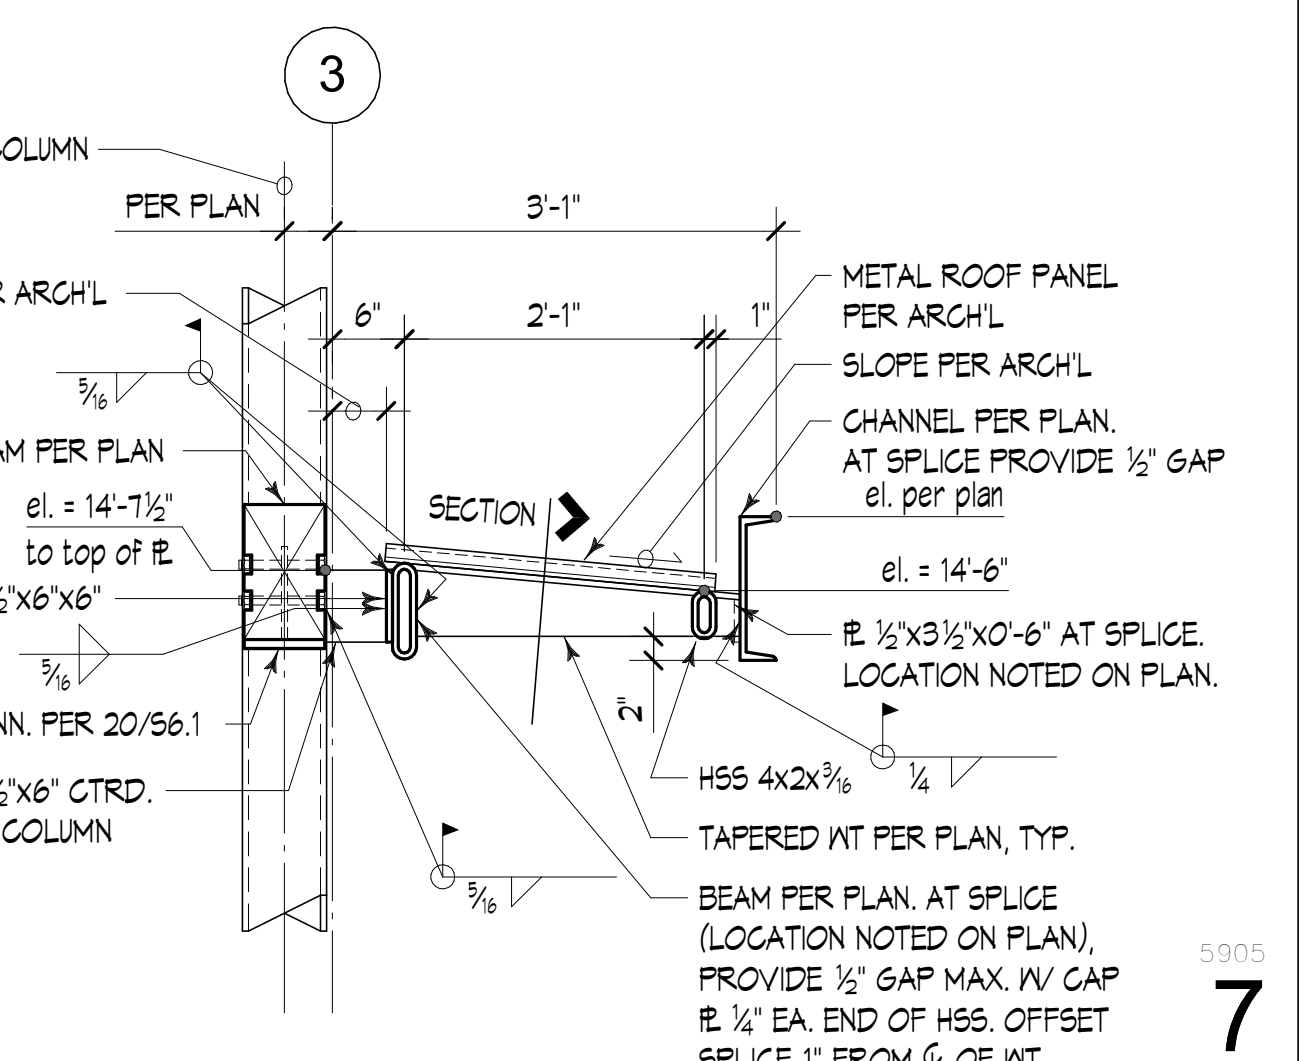 3
COLUMN
PER PLAN
3'-1"
ARCH'L
METAL ROOF PANEL
PER ARCH'L
6"
2'-1"
1"
SLOPE PER ARCH'L
5/16
CHANNEL PER PLAN.
AT SPLICE PROVIDE ½" GAP
PER PLAN
el. per plan
el. = 14'-7½"
to top of ⅊
SECTION
el. = 14'-6"
½"x6"x6"
5/16
⅊ ½"x3½"x0'-6" AT SPLICE.
LOCATION NOTED ON PLAN.
2"
PER 20/S6.1
HSS 4x2x3/16
¼
½"x6" CTRD.
COLUMN
TAPERED WT PER PLAN, TYP.
5/16
BEAM PER PLAN. AT SPLICE
(LOCATION NOTED ON PLAN),
PROVIDE ½" GAP MAX. W/ CAP
⅊ ¼" EA. END OF HSS. OFFSET
SPLICE 1" FROM ℄ OF WT
5905
7